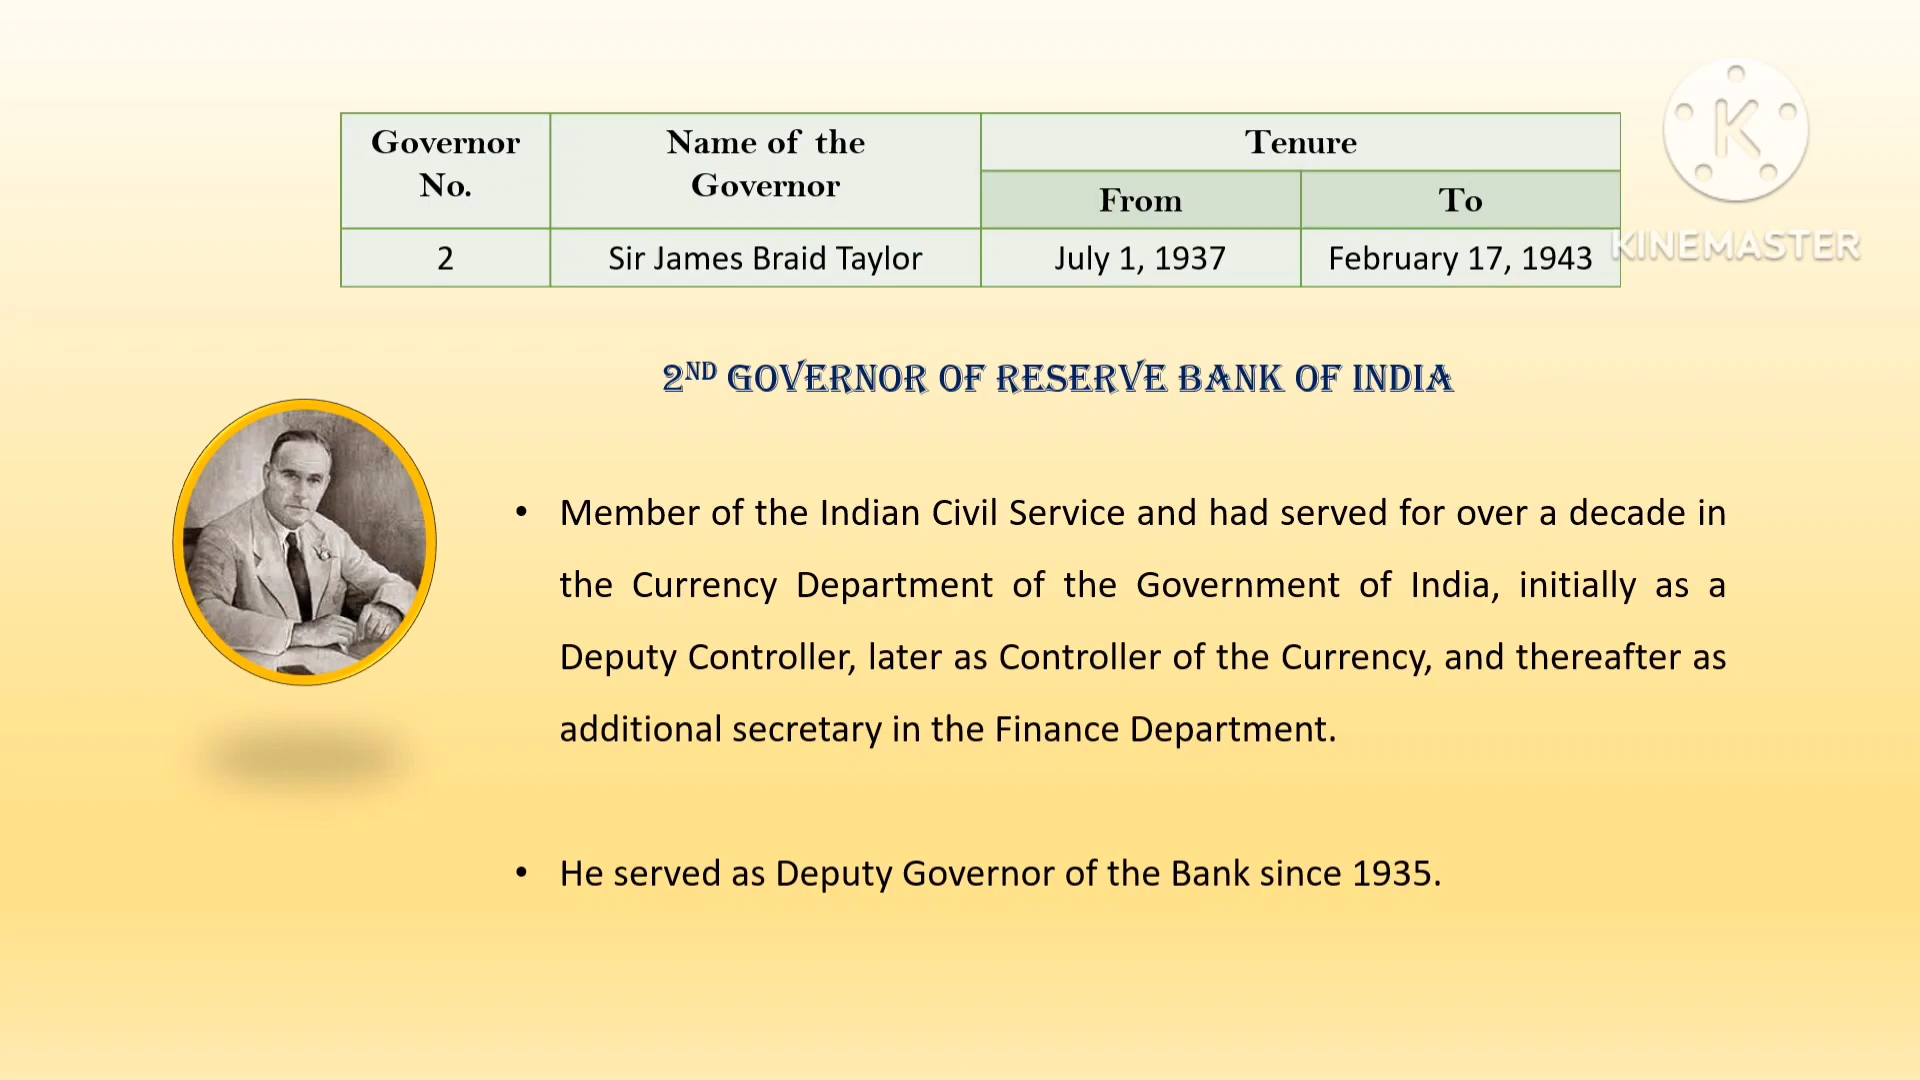 Governor No.
Name of the Governor
Tenure
From
To
2
Sir James Braid Taylor
July 1, 1937
February 17, 1943
K
KINEMASTER
2ND GOVERNOR OF RESERVE BANK OF INDIA
• Member of the Indian Civil Service and had served for over a decade in
the Currency Department of the Government of India, initially as a
Deputy Controller, later as Controller of the Currency, and thereafter as
additional secretary in the Finance Department.
• He served as Deputy Governor of the Bank since 1935.